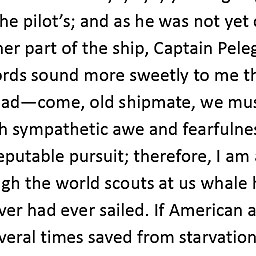 he pilot's; and as he was not yet
her part of the ship, Captain Peleg
ords sound more sweetly to me th
ad—come, old shipmate, we mus
h sympathetic awe and fearfulnes
eputable pursuit; therefore, I am
gh the world scouts at us whale
ver had ever sailed. If American a
veral times saved from starvation